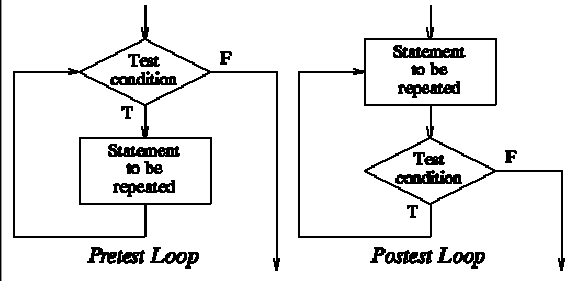 Test
condition
F
T
Statement
to be
repeated
Pretest Loop
Statement
to be
repeated
Test
condition
F
T
Postest Loop